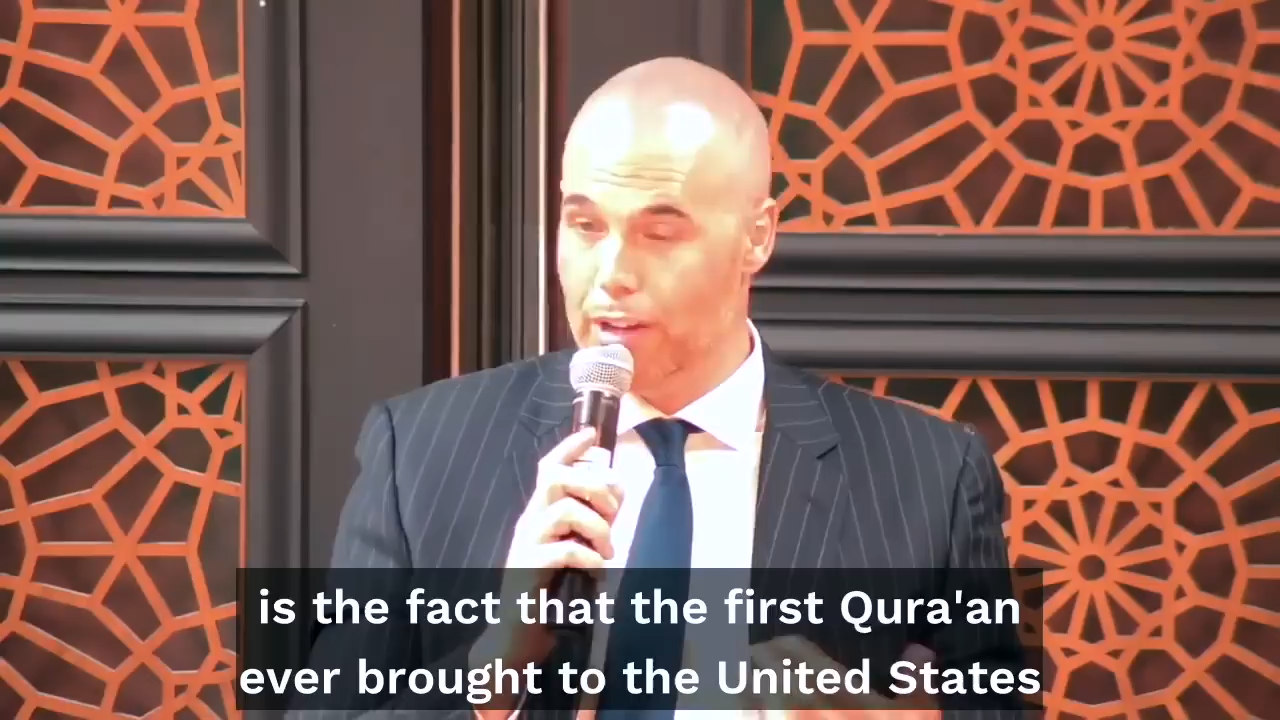 is the fact that the first Qura'an
ever brought to the United States